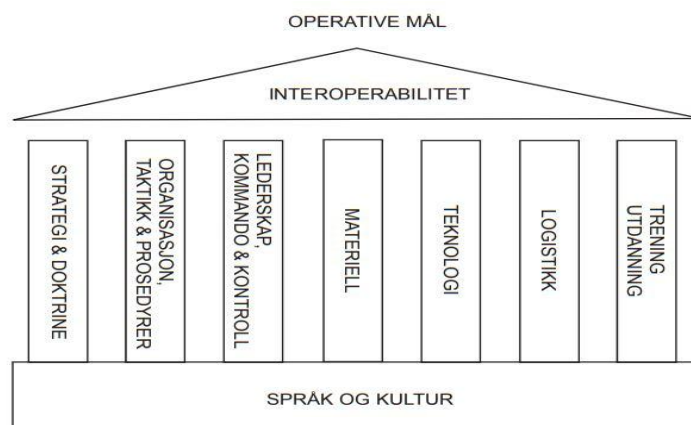 OPERATIVE MÅL
INTEROPERABILITET
STRATEGI & DOKTRINE
ORGANISASJON,
TAKTIKK & PROSEDYRER
LEDERSKAP,
KOMMANDO & KONTROLL
MATERIELL
TEKNOLOGI
LOGISTIKK
TRENING
UTDANNING
SPRÅK OG KULTUR